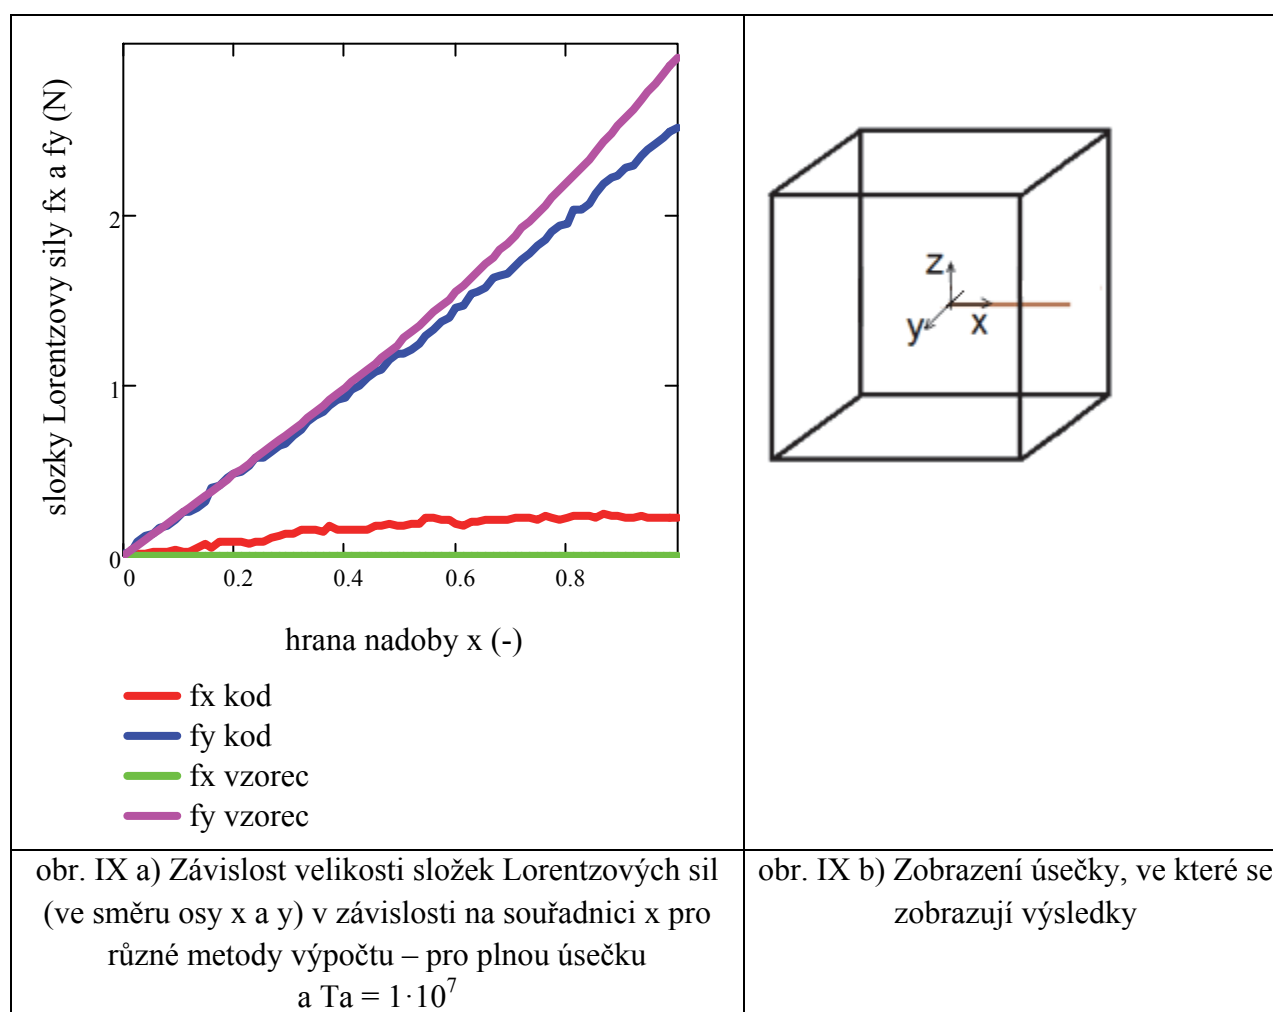 slozky Lorentzovy sily fx a fy (N)
2
1
0
0
0.2
0.4
0.6
0.8
hrana nadoby x (-)
fx kod
fy kod
fx vzorec
fy vzorec
z
y
x
obr. IX a) Závislost velikosti složek Lorentzových sil
(ve směru osy x a y) v závislosti na souřadnici x pro
různé metody výpočtu – pro plnou úsečku
a Ta = 1·10⁷
obr. IX b) Zobrazení úsečky, ve které se
zobrazují výsledky